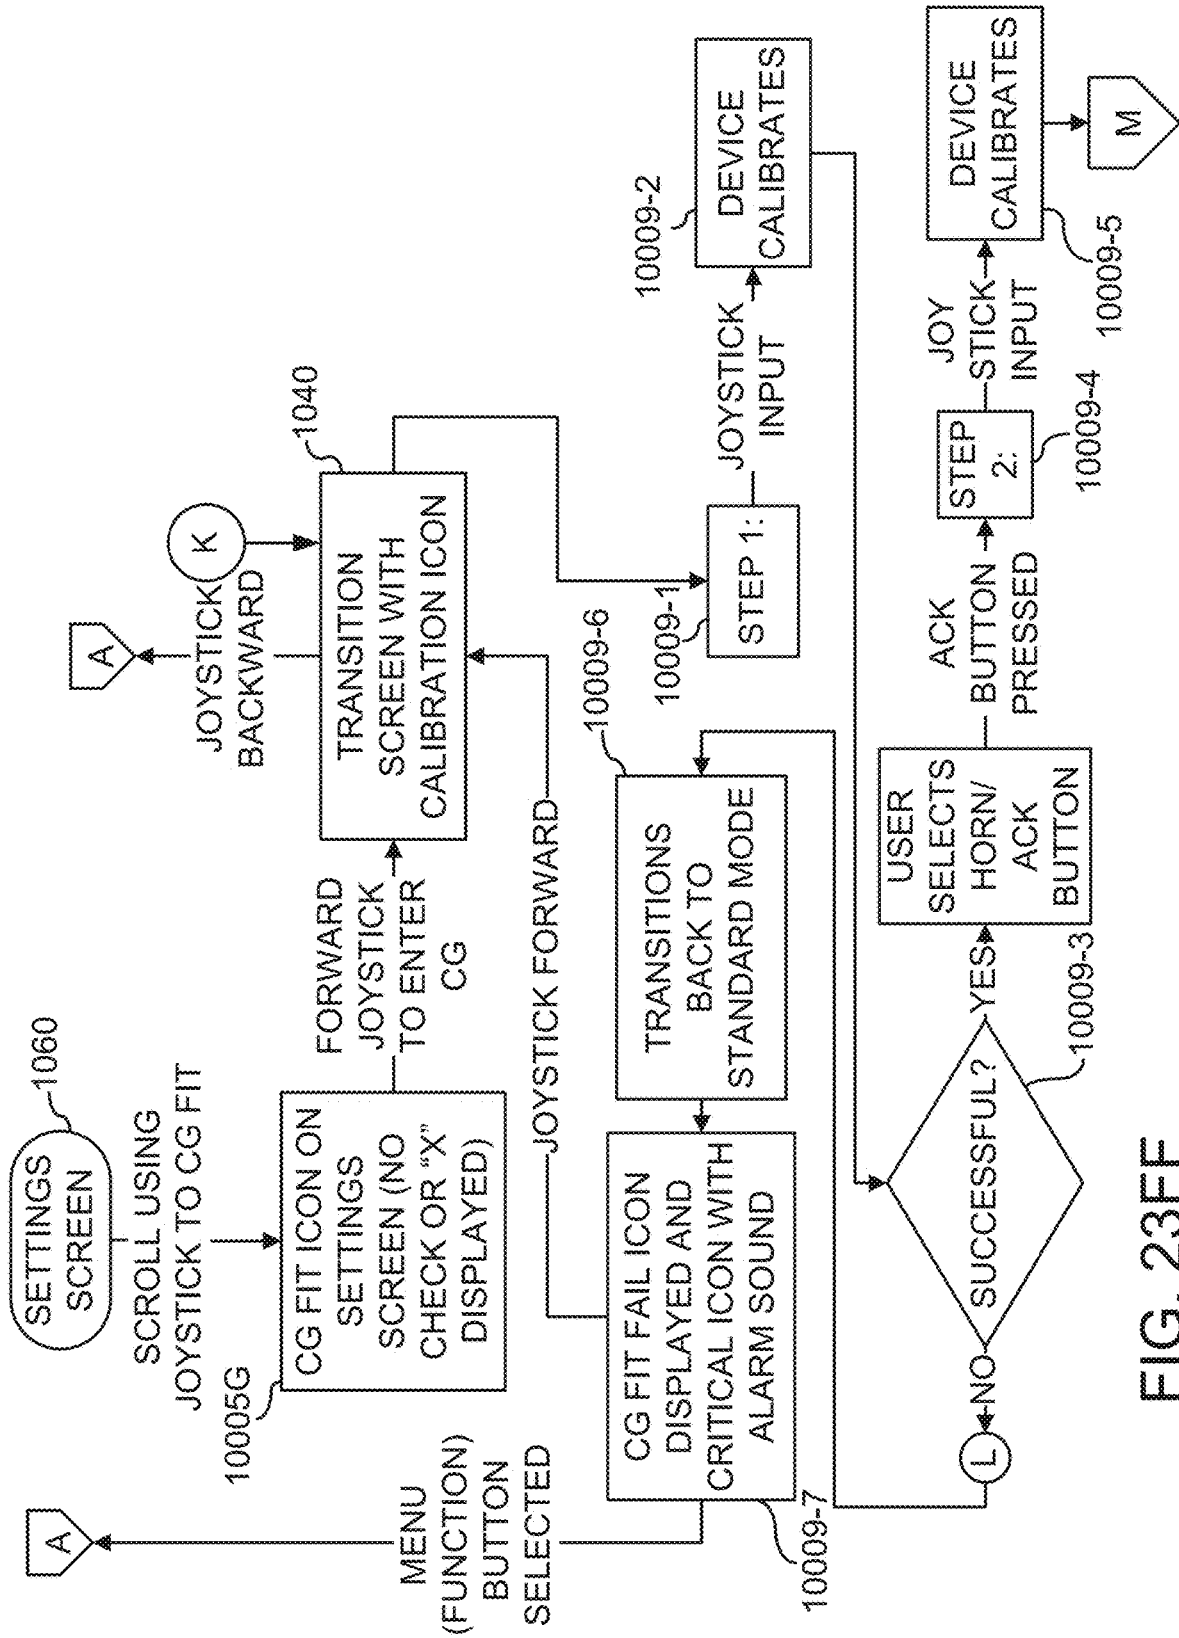 SETTINGS
SCREEN
1060
SCROLL USING
JOYSTICK TO CG FIT
10005G
CG FIT ICON ON
SETTINGS
SCREEN (NO
CHECK OR “X”
DISPLAYED)
FORWARD
JOYSTICK
TO ENTER
CG
A
JOYSTICK
BACKWARD
K
1040
TRANSITION
SCREEN WITH
CALIBRATION ICON
A
MENU
(FUNCTION)
BUTTON
SELECTED
JOYSTICK FORWARD
CG FIT FAIL ICON
DISPLAYED AND
CRITICAL ICON WITH
ALARM SOUND
10009-7
TRANSITIONS
BACK TO
STANDARD MODE
10009-6
10009-1
STEP 1:
JOYSTICK
INPUT
10009-2
DEVICE
CALIBRATES
L
NO
SUCCESSFUL?
YES
10009-3
USER
SELECTS
HORN/
ACK
BUTTON
ACK
BUTTON
PRESSED
STEP
2:
10009-4
JOY
STICK
INPUT
DEVICE
CALIBRATES
10009-5
M
FIG. 23FF